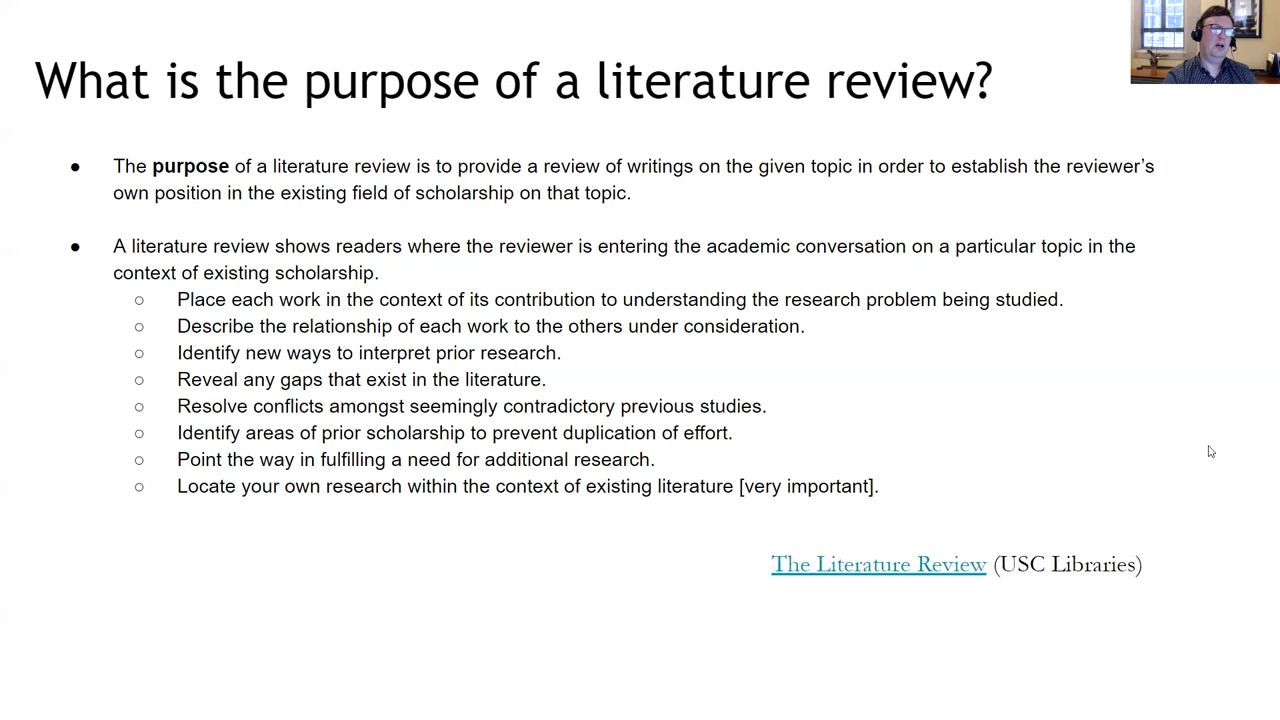 What is the purpose of a literature review?
● The purpose of a literature review is to provide a review of writings on the given topic in order to establish the reviewer’s
own position in the existing field of scholarship on that topic.
● A literature review shows readers where the reviewer is entering the academic conversation on a particular topic in the
context of existing scholarship.
○ Place each work in the context of its contribution to understanding the research problem being studied.
○ Describe the relationship of each work to the others under consideration.
○ Identify new ways to interpret prior research.
○ Reveal any gaps that exist in the literature.
○ Resolve conflicts amongst seemingly contradictory previous studies.
○ Identify areas of prior scholarship to prevent duplication of effort.
○ Point the way in fulfilling a need for additional research.
○ Locate your own research within the context of existing literature [very important].
The Literature Review (USC Libraries)